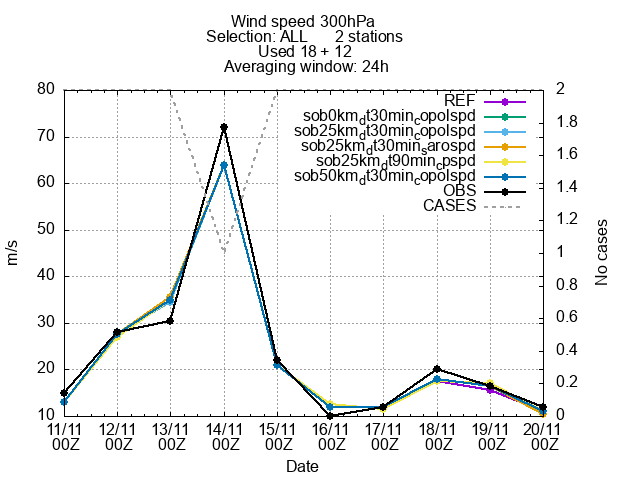 Wind speed 300hPa
Selection: ALL 2 stations
Used 18 + 12
Averaging window: 24h
80
70
60
50
40
30
20
10
m/s
2
1.8
1.6
1.4
1.2
1
0.8
0.6
0.4
0.2
0
No cases
REF
sob0km_dt30min_copolspd
sob25km_dt30min_copolspd
sob25km_dt30min_sarospd
sob25km_dt90min_cpspd
sob50km_dt30min_copolspd
OBS
CASES
11/11 12/11 13/11 14/11 15/11 16/11 17/11 18/11 19/11 20/11
00Z 00Z 00Z 00Z 00Z 00Z 00Z 00Z 00Z 00Z
Date